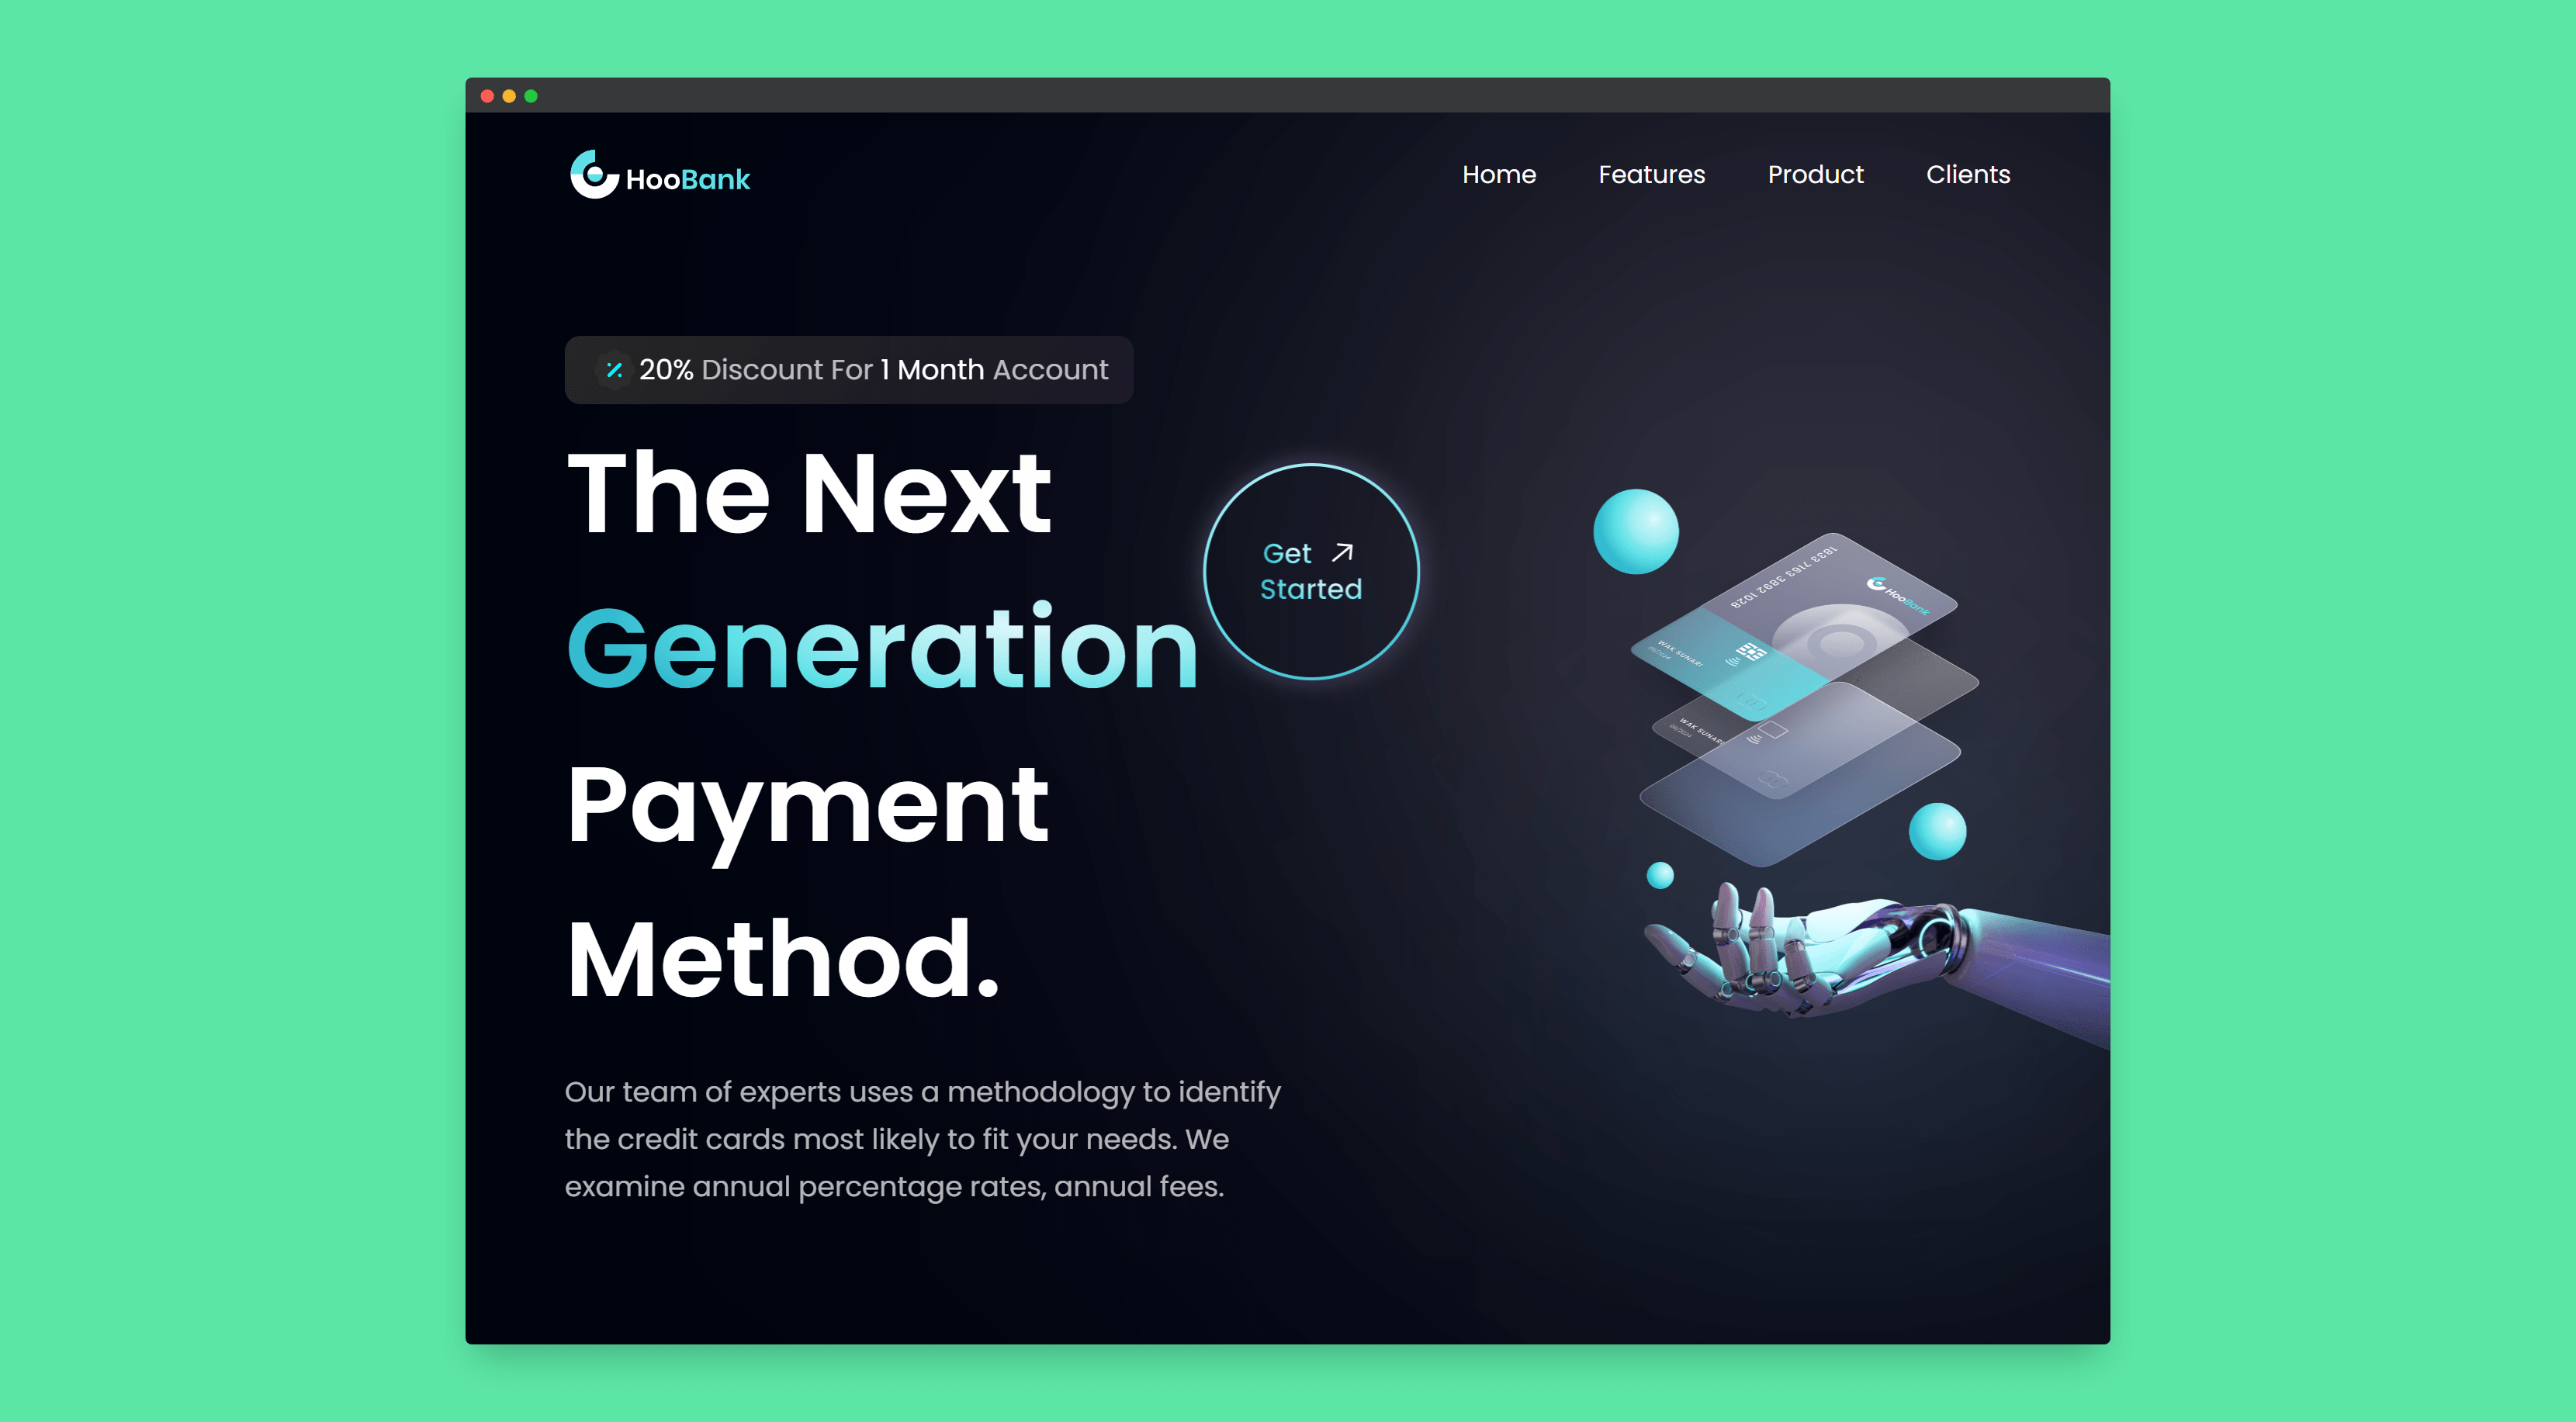 HooBank
Home Features Product Clients
20% Discount For 1 Month Account
The Next
Generation
Payment
Method.
Get
Started
Our team of experts uses a methodology to identify
the credit cards most likely to fit your needs. We
examine annual percentage rates, annual fees.
1833 7163 3892 1028
HooBank
WAK SUNARI
WAK SUNARI